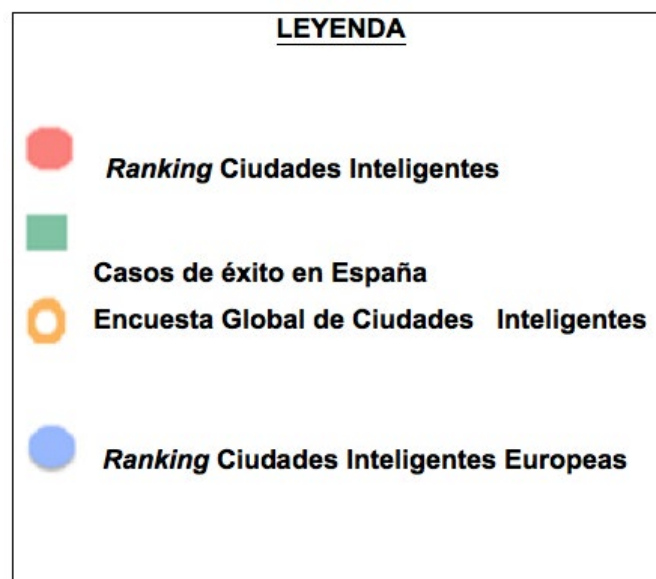 LEYENDA
Ranking Ciudades Inteligentes
Casos de éxito en España
Encuesta Global de Ciudades Inteligentes
Ranking Ciudades Inteligentes Europeas